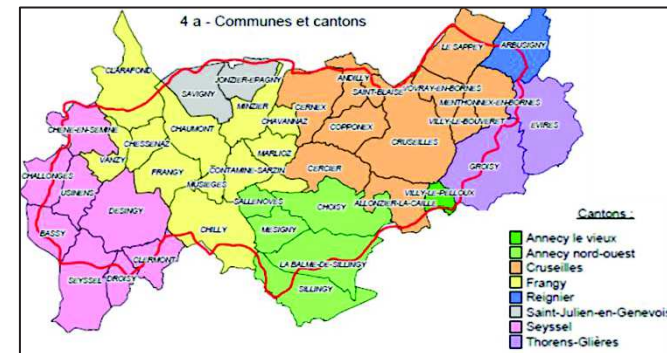 4 a - Communes et cantons
LE SAPPEY
ARBUSIGNY
CLARAFOND
JONZIER-EPAGNY
SAVIGNY
ANDILLY
VOVRAY-EN-BORNES
SAINT-BLAISE
MINZIER
CERNEX
MENTHONNEX-EN-BORNES
CHAVANNAZ
VILLY-LE-BOUVERET
EVIRES
CHENE-EN-SEMINE
CHAUMONT
COPPONEX
CHESSENAZ
CRUSEILLES
MARLIOZ
VANZY
GROISY
CHALLONGES
FRANGY
CONTAMINE-SARZIN
CERCIER
USINENS
MUSIEGES
VILLY-LE-PELLOUX
SALLENOVES
CHOISY
ALLONZIER-LA-CAILLE
DESINGY
BASSY
MESIGNY
CHILLY
CLERMONT
LA BALME-DE-SILLINGY
SEYSSEL
DROISY
SILLINGY
Cantons :
Annecy le vieux
Annecy nord-ouest
Cruseilles
Frangy
Reignier
Saint-Julien-en-Genevois
Seyssel
Thorens-Glières